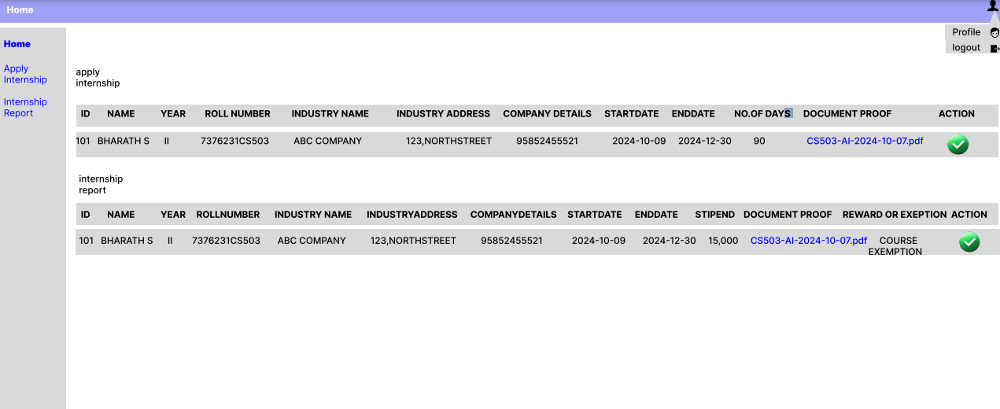 Home
Profile
logout
Home
Apply
Internship
Internship
Report
apply
internship
ID NAME YEAR ROLL NUMBER INDUSTRY NAME INDUSTRY ADDRESS COMPANY DETAILS STARTDATE ENDDATE NO.OF DAYS DOCUMENT PROOF ACTION
101 BHARATH S II 7376231CS503 ABC COMPANY 123,NORTHSTREET 95852455521 2024-10-09 2024-12-30 90 CS503-AI-2024-10-07.pdf
internship
report
ID NAME YEAR ROLLNUMBER INDUSTRY NAME INDUSTRYADDRESS COMPANYDETAILS STARTDATE ENDDATE STIPEND DOCUMENT PROOF REWARD OR EXEPTION ACTION
101 BHARATH S II 7376231CS503 ABC COMPANY 123,NORTHSTREET 95852455521 2024-10-09 2024-12-30 15,000 CS503-AI-2024-10-07.pdf COURSE
EXEMPTION